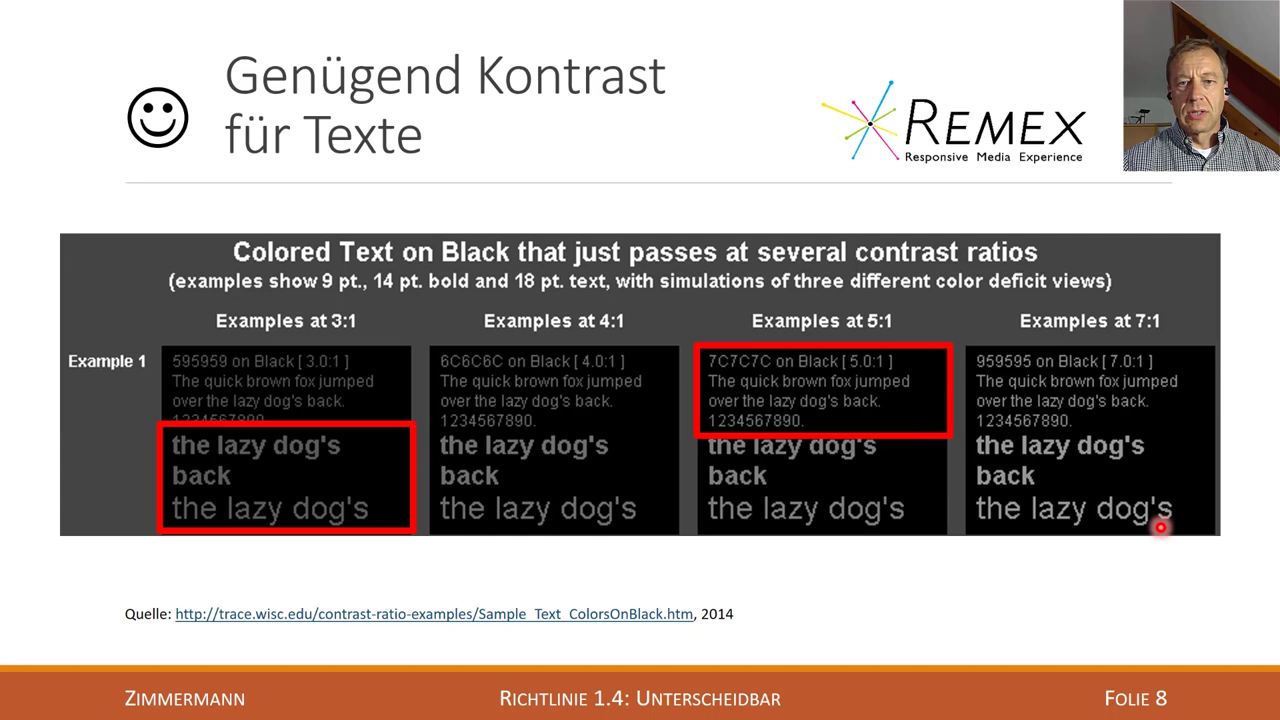 Genügend Kontrast
für Texte
REMEX
Responsive Media Experience
Colored Text on Black that just passes at several contrast ratios
(examples show 9 pt., 14 pt. bold and 18 pt. text, with simulations of three different color deficit views)
Examples at 3:1
Examples at 4:1
Examples at 5:1
Examples at 7:1
Example 1
595959 on Black [ 3.0:1 ]
The quick brown fox jumped
over the lazy dog's back.
1234567890.
the lazy dog's
back
the lazy dog's
6C6C6C on Black [ 4.0:1 ]
The quick brown fox jumped
over the lazy dog's back.
1234567890.
the lazy dog's
back
the lazy dog's
7C7C7C on Black [ 5.0:1 ]
The quick brown fox jumped
over the lazy dog's back.
1234567890.
the lazy dog's
back
the lazy dog's
959595 on Black [ 7.0:1 ]
The quick brown fox jumped
over the lazy dog's back.
1234567890.
the lazy dog's
back
the lazy dog's
Quelle: http://trace.wisc.edu/contrast-ratio-examples/Sample_Text_ColorsOnBlack.htm, 2014
ZIMMERMANN
RICHTLINIE 1.4: UNTERSCHEIDBAR
FOLIE 8